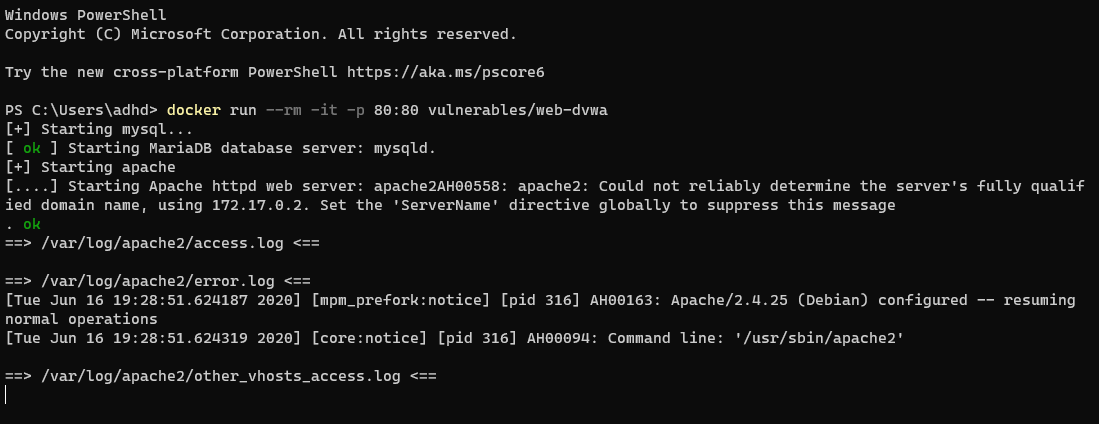 Windows PowerShell
Copyright (C) Microsoft Corporation. All rights reserved.
Try the new cross-platform PowerShell https://aka.ms/pscore6
PS C:\Users\adhd> docker run --rm -it -p 80:80 vulnerables/web-dvwa
[+] Starting mysql...
[ ok ] Starting MariaDB database server: mysqld.
[+] Starting apache
[....] Starting Apache httpd web server: apache2AH00558: apache2: Could not reliably determine the server's fully qualif
ied domain name, using 172.17.0.2. Set the 'ServerName' directive globally to suppress this message
. ok
==> /var/log/apache2/access.log <==
==> /var/log/apache2/error.log <==
[Tue Jun 16 19:28:51.624187 2020] [mpm_prefork:notice] [pid 316] AH00163: Apache/2.4.25 (Debian) configured -- resuming
normal operations
[Tue Jun 16 19:28:51.624319 2020] [core:notice] [pid 316] AH00094: Command line: '/usr/sbin/apache2'
==> /var/log/apache2/other_vhosts_access.log <==